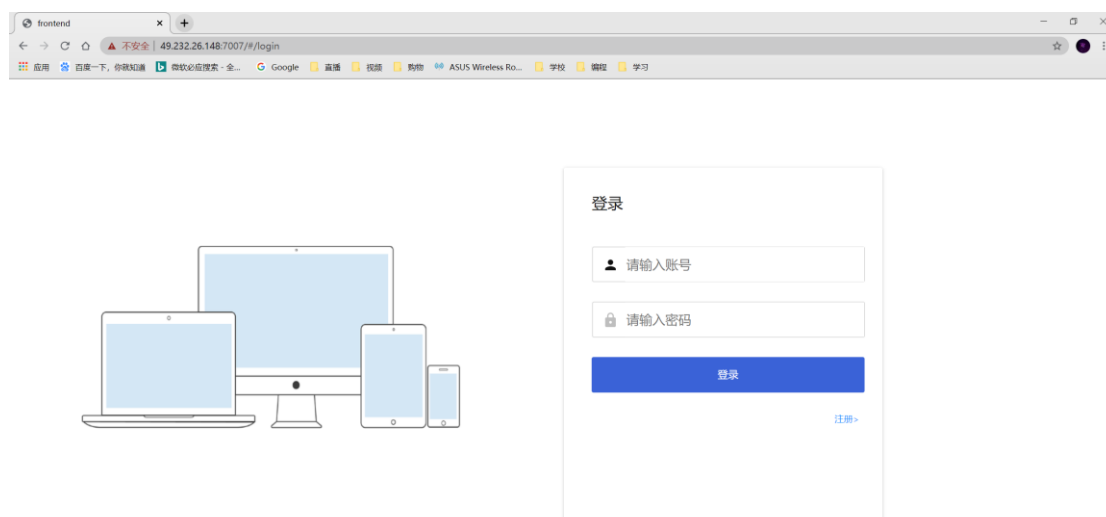 frontend
不安全 | 49.232.26.148:7007/#/login
应用 百度一下，你就知道 微软必应搜索 - 全... Google 直播 视频 购物 ASUS Wireless Ro... 学校 编程 学习
登录
请输入账号
请输入密码
登录
注册>